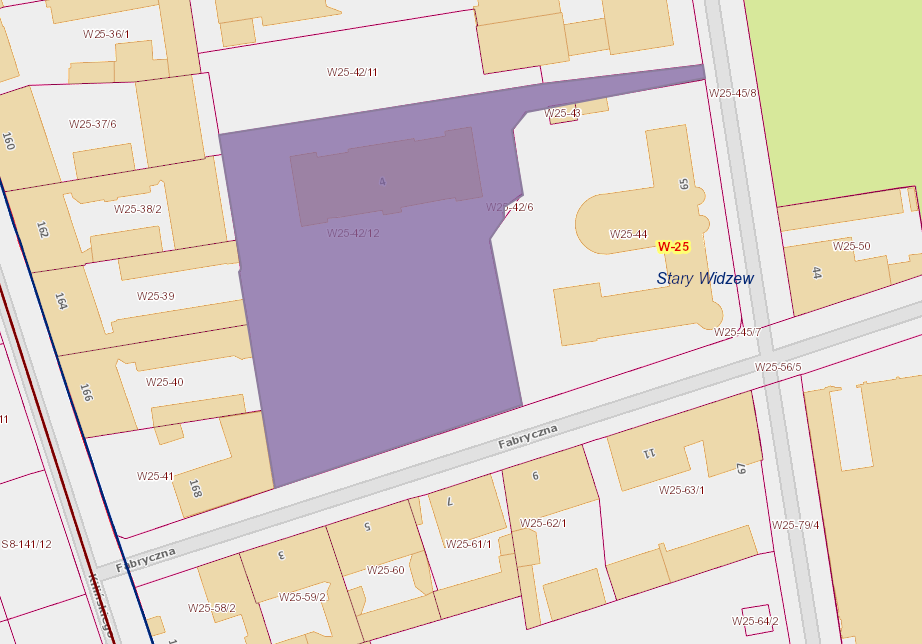 W25-36/1
W25-42/11
W25-45/8
W25-43
W25-37/6
160
4
65
W25-38/2
W25-42/6
162
W25-42/12
W25-44
W-25
W25-50
Stary Widzew
44
W25-39
164
W25-45/7
W25-56/5
W25-40
166
11
Fabryczna
11
67
W25-41
168
9
W25-63/1
7
5
W25-62/1
W25-79/4
S8-141/12
W25-61/1
Fabryczna
3
W25-60
Kilińskiego
W25-59/2
W25-58/2
W25-64/2